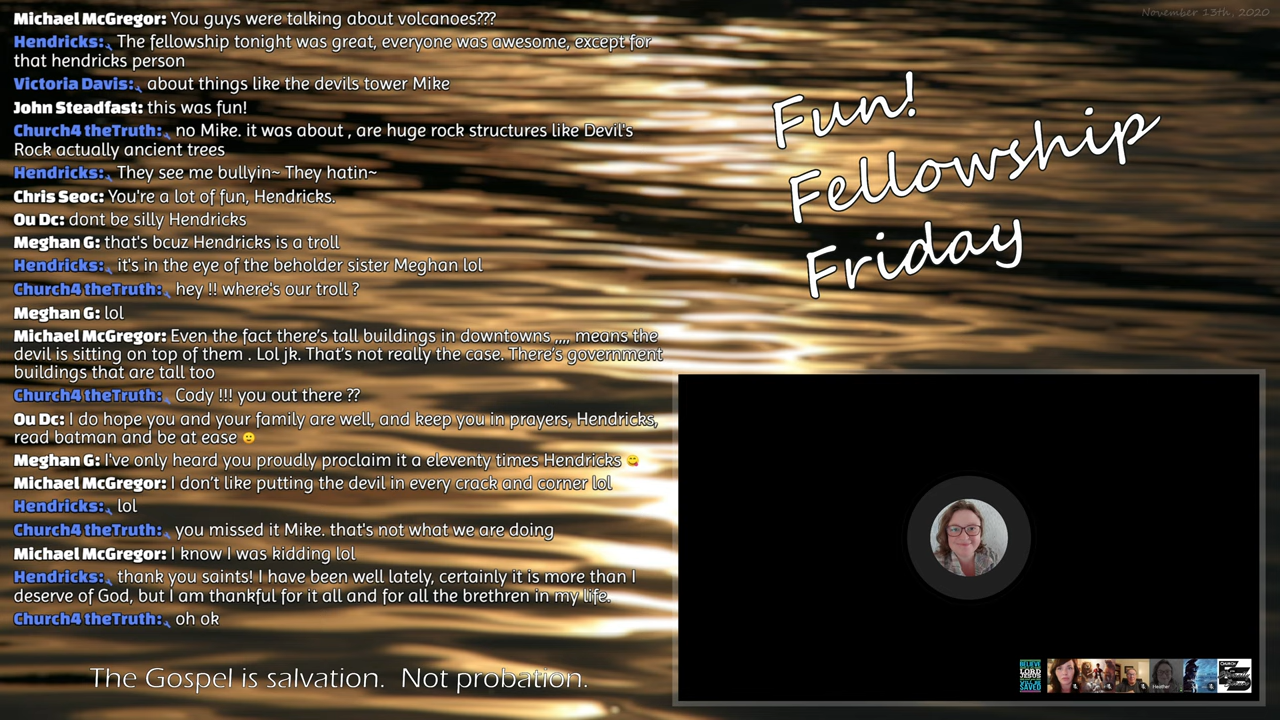 Michael McGregor: You guys were talking about volcanoes???
Hendricks: The fellowship tonight was great, everyone was awesome, except for
that hendricks person
Victoria Davis: about things like the devils tower Mike
John Steadfast: this was fun!
Church4 theTruth: no Mike. it was about , are huge rock structures like Devil's
Rock actually ancient trees
Hendricks: They see me bullyin~ They hatin~
Chris Seoc: You're a lot of fun, Hendricks.
Ou Dc: dont be silly Hendricks
Meghan G: that's bcuz Hendricks is a troll
Hendricks: it's in the eye of the beholder sister Meghan lol
Church4 theTruth: hey !! where's our troll ?
Meghan G: lol
Michael McGregor: Even the fact there's tall buildings in downtowns ,,,, means the
devil is sitting on top of them . Lol jk. That's not really the case. There's government
buildings that are tall too
Church4 theTruth: Cody !!! you out there ??
Ou Dc: I do hope you and your family are well, and keep you in prayers, Hendricks,
read batman and be at ease 🙂
Meghan G: I've only heard you proudly proclaim it a eleventy times Hendricks 😋
Michael McGregor: I don't like putting the devil in every crack and corner lol
Hendricks: lol
Church4 theTruth: you missed it Mike. that's not what we are doing
Michael McGregor: I know I was kidding lol
Hendricks: thank you saints! I have been well lately, certainly it is more than I
deserve of God, but I am thankful for it all and for all the brethren in my life.
Church4 theTruth: oh ok
The Gospel is salvation. Not probation.
November 13th, 2020
Fun!
Fellowship
Friday
BELIEVE
LORD
JESUS
SAVED
Heather
CHURCH